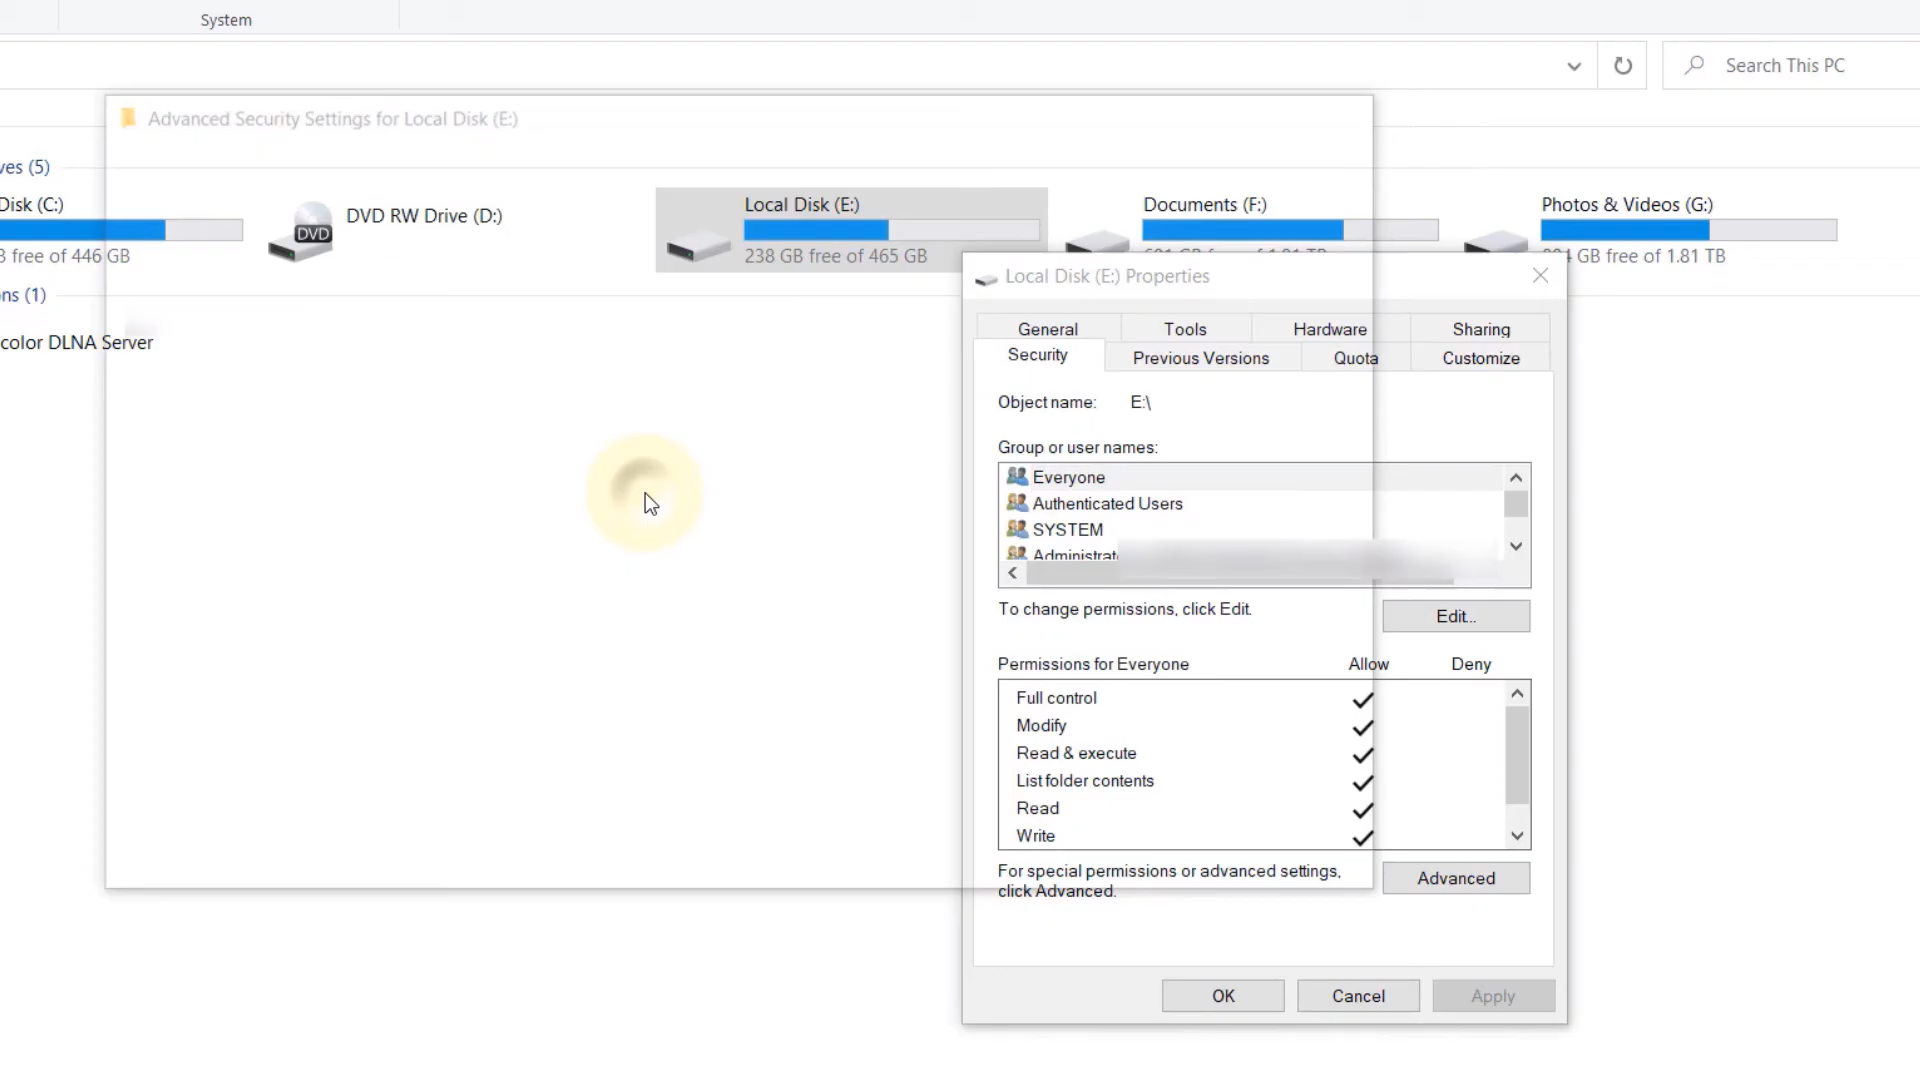 System
Search This PC
Advanced Security Settings for Local Disk (E:)
ves (5)
Disk (C:)
free of 446 GB
DVD
DVD RW Drive (D:)
Local Disk (E:)
238 GB free of 465 GB
Documents (F:)
Photos & Videos (G:)
GB free of 1.81 TB
ns (1)
color DLNA Server
Local Disk (E:) Properties
General
Tools
Hardware
Sharing
Security
Previous Versions
Quota
Customize
Object name: E:\
Group or user names:
Everyone
Authenticated Users
SYSTEM
Administrat
To change permissions, click Edit.
Edit...
Permissions for Everyone Allow Deny
Full control
Modify
Read & execute
List folder contents
Read
Write
For special permissions or advanced settings,
click Advanced.
Advanced
OK
Cancel
Apply